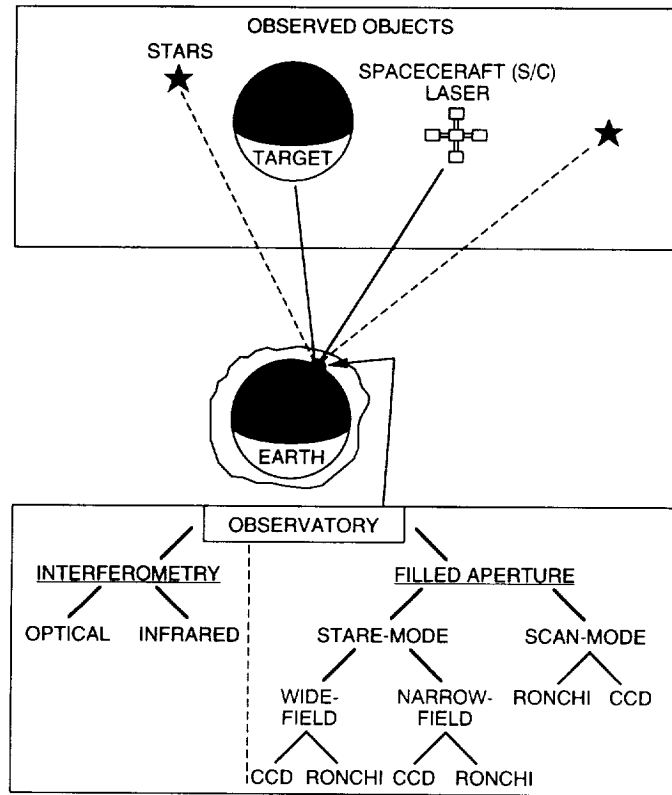 OBSERVED OBJECTS
STARS
SPACECERAFT (S/C)
LASER
TARGET
EARTH
OBSERVATORY
INTERFEROMETRY
FILLED APERTURE
OPTICAL INFRARED
STARE-MODE
SCAN-MODE
WIDE-
FIELD
NARROW-
FIELD
RONCHI CCD
CCD RONCHI CCD RONCHI